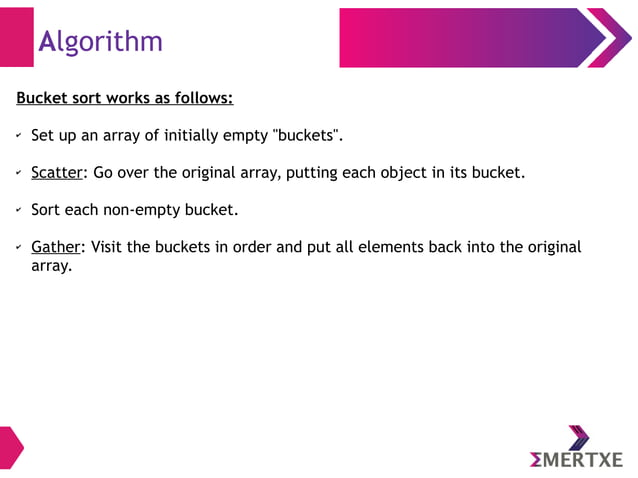 Algorithm
Bucket sort works as follows:
✔ Set up an array of initially empty "buckets".
✔ Scatter: Go over the original array, putting each object in its bucket.
✔ Sort each non-empty bucket.
✔ Gather: Visit the buckets in order and put all elements back into the original
array.
EMERTXE